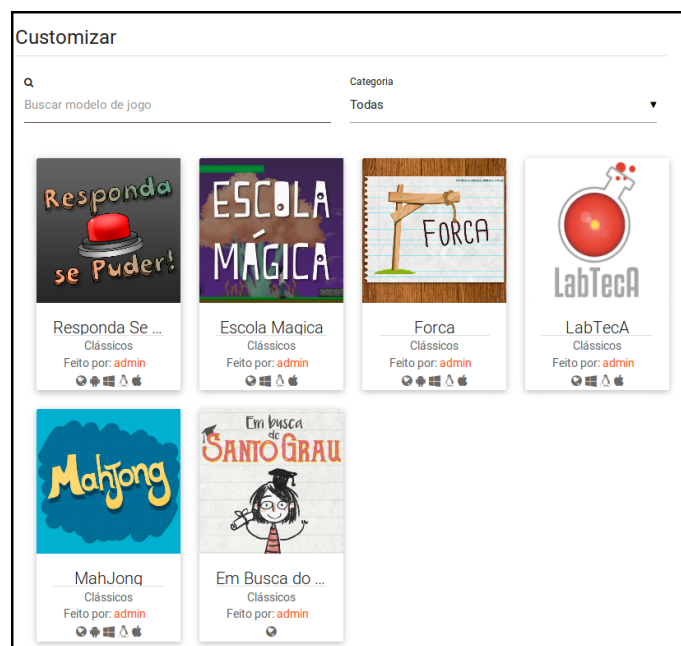 Customizar
Categoria
Buscar modelo de jogo
Todas
Responda
se Puder!
ESCOLA
MÁGICA
FORCA
LabTecA
Responda Se ...
Escola Magica
Forca
LabTecA
Clássicos
Clássicos
Clássicos
Clássicos
Feito por: admin
Feito por: admin
Feito por: admin
Feito por: admin
Mahjong
Em busca
de
SANTO GRAU
MahJong
Em Busca do ...
Clássicos
Clássicos
Feito por: admin
Feito por: admin